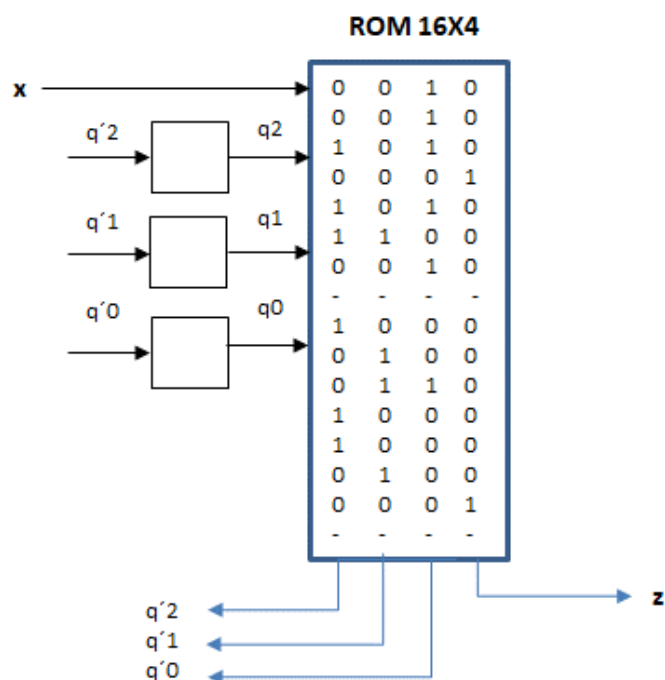 ROM 16X4
x
0 0 1 0
0 0 1 0
q´2 q2
1 0 1 0
0 0 0 1
1 0 1 0
q´1 q1
1 1 0 0
0 0 1 0
- - - -
q´0 q0
1 0 0 0
0 1 0 0
0 1 1 0
1 0 0 0
1 0 0 0
0 1 0 0
0 0 0 1
- - - -
q´2
z
q´1
q´0